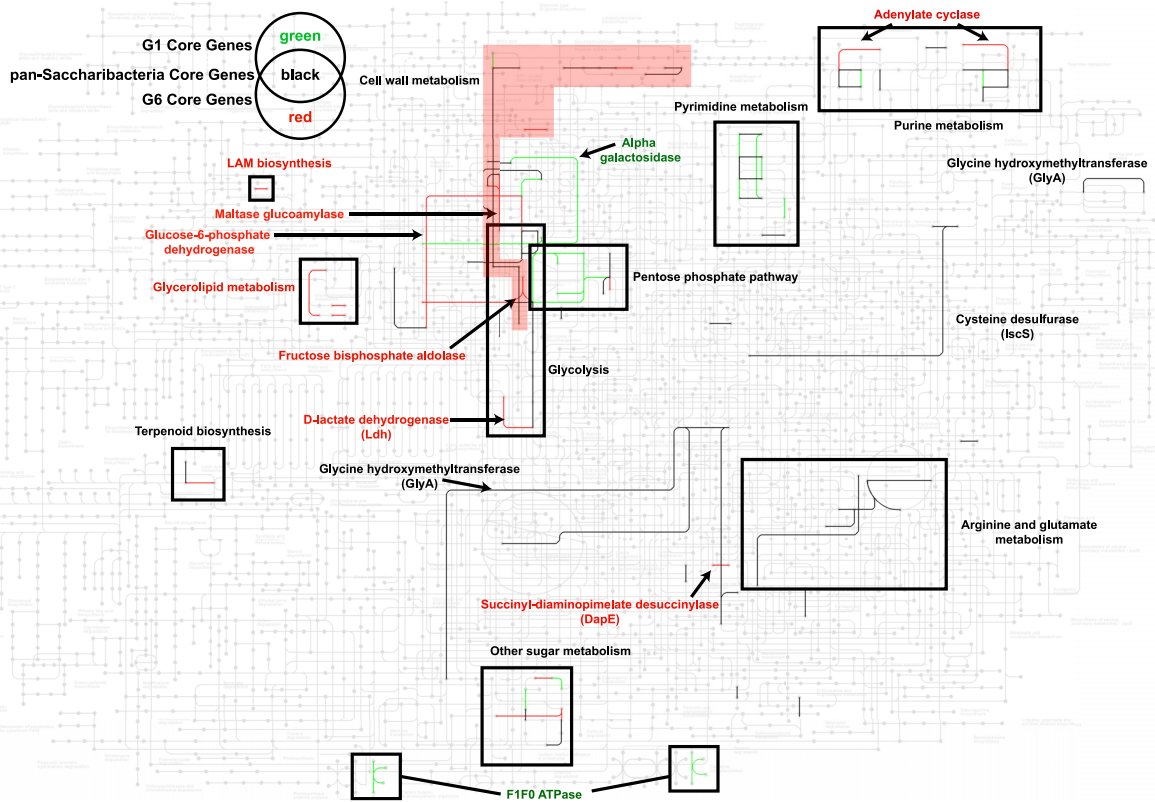 Adenylate cyclase
green
G1 Core Genes
pan-Saccharibacteria Core Genes
black
G6 Core Genes
red
Cell wall metabolism
Pyrimidine metabolism
Purine metabolism
Alpha
galactosidase
LAM biosynthesis
Glycine hydroxymethyltransferase
(GlyA)
Maltase glucoamylase
Glucose-6-phosphate
dehydrogenase
Pentose phosphate pathway
Glycerolipid metabolism
Cysteine desulfurase
(IscS)
Fructose bisphosphate aldolase
Glycolysis
D-lactate dehydrogenase
(Ldh)
Terpenoid biosynthesis
Glycine hydroxymethyltransferase
(GlyA)
Arginine and glutamate
metabolism
Succinyl-diaminopimelate desuccinylase
(DapE)
Other sugar metabolism
F1F0 ATPase